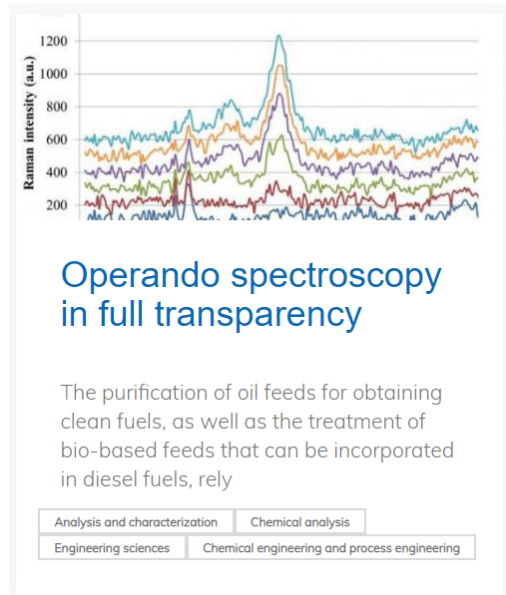 1200
1000
800
600
400
200
Raman intensity (a.u.)
Operando spectroscopy
in full transparency
The purification of oil feeds for obtaining
clean fuels, as well as the treatment of
bio-based feeds that can be incorporated
in diesel fuels, rely
Analysis and characterization
Chemical analysis
Engineering sciences
Chemical engineering and process engineering